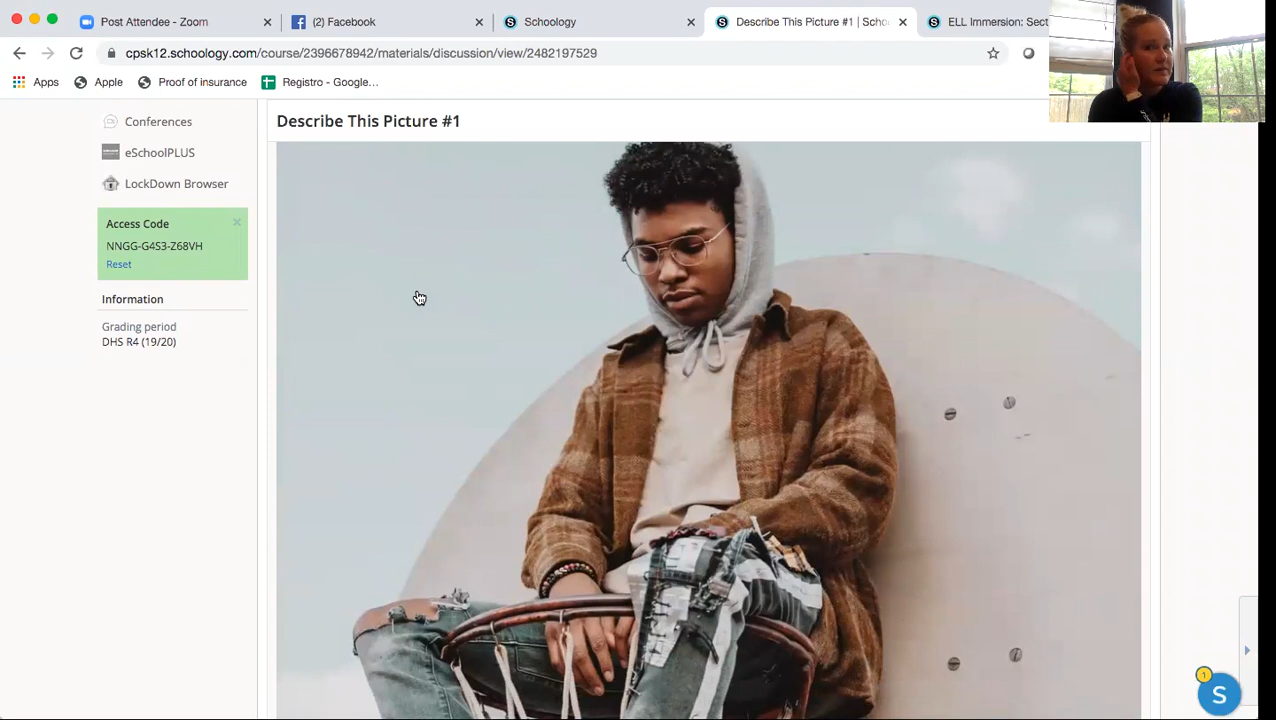 Post Attendee - Zoom
(2) Facebook
S Schoology
S Describe This Picture #1 | Scho
S ELL Immersion: Sect
cpsk12.schoology.com/course/2396678942/materials/discussion/view/2482197529
Apps
Apple
Proof of insurance
Registro - Google...
Conferences
Describe This Picture #1
eSchoolPLUS
LockDown Browser
Access Code
NNGG-G4S3-Z68VH
Reset
Information
Grading period
DHS R4 (19/20)
1
S